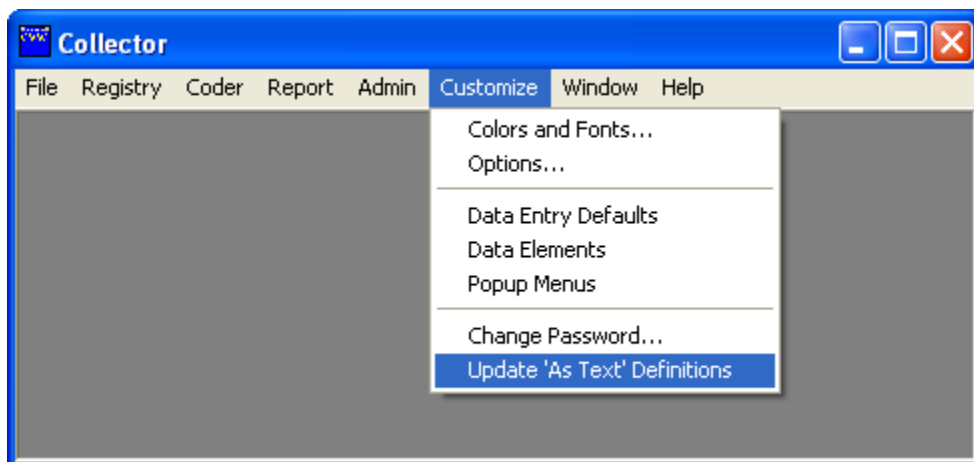 Collector
File Registry Coder Report Admin Customize Window Help
Colors and Fonts...
Options...
Data Entry Defaults
Data Elements
Popup Menus
Change Password...
Update 'As Text' Definitions